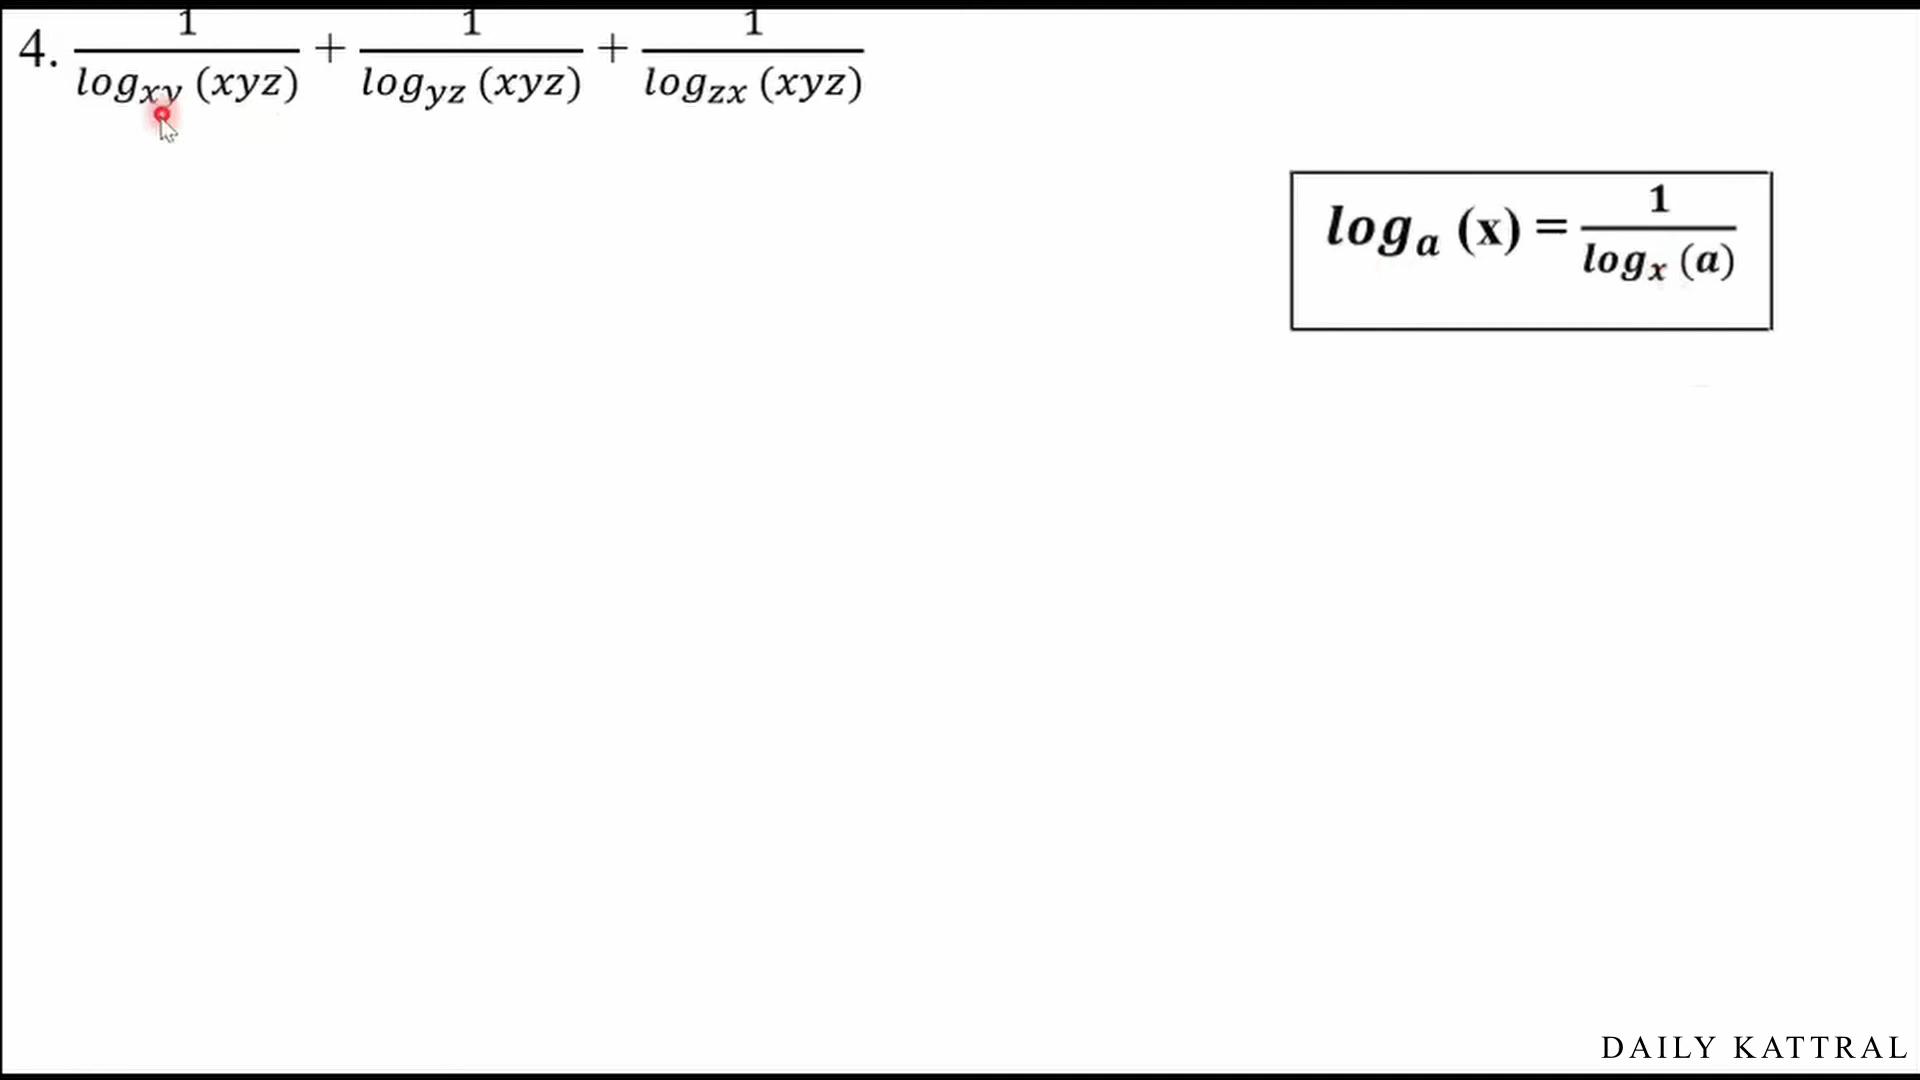 4. 1/log_xy (xyz) + 1/log_yz (xyz) + 1/log_zx (xyz)
log_a (x) = 1/log_x (a)
DAILY KATTRAL